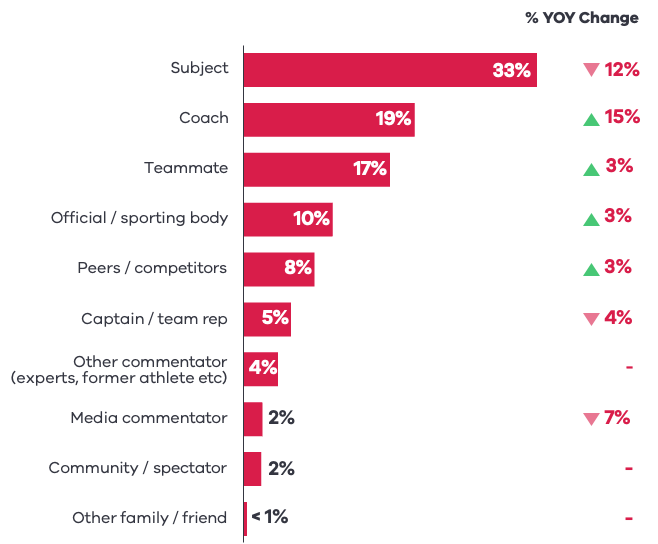 % YOY Change
Subject 33% 12%
Coach 19% 15%
Teammate 17% 3%
Official / sporting body 10% 3%
Peers / competitors 8% 3%
Captain / team rep 5% 4%
Other commentator
(experts, former athlete etc) 4% -
Media commentator 2% 7%
Community / spectator 2% -
Other family / friend < 1% -